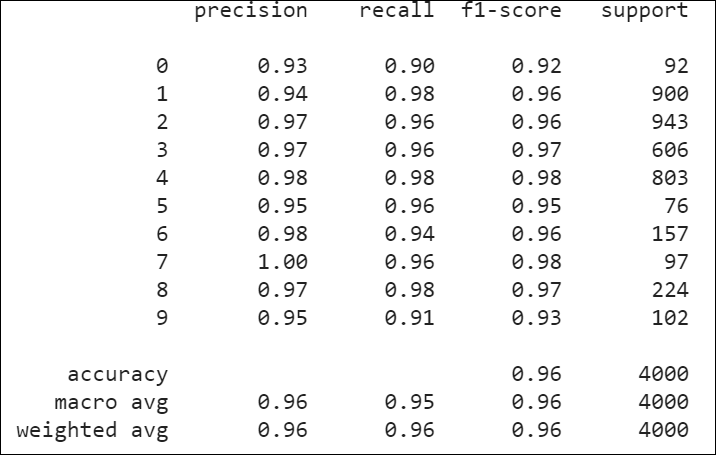 precision recall f1-score support
0 0.93 0.90 0.92 92
1 0.94 0.98 0.96 900
2 0.97 0.96 0.96 943
3 0.97 0.96 0.97 606
4 0.98 0.98 0.98 803
5 0.95 0.96 0.95 76
6 0.98 0.94 0.96 157
7 1.00 0.96 0.98 97
8 0.97 0.98 0.97 224
9 0.95 0.91 0.93 102
accuracy 0.96 4000
macro avg 0.96 0.95 0.96 4000
weighted avg 0.96 0.96 0.96 4000